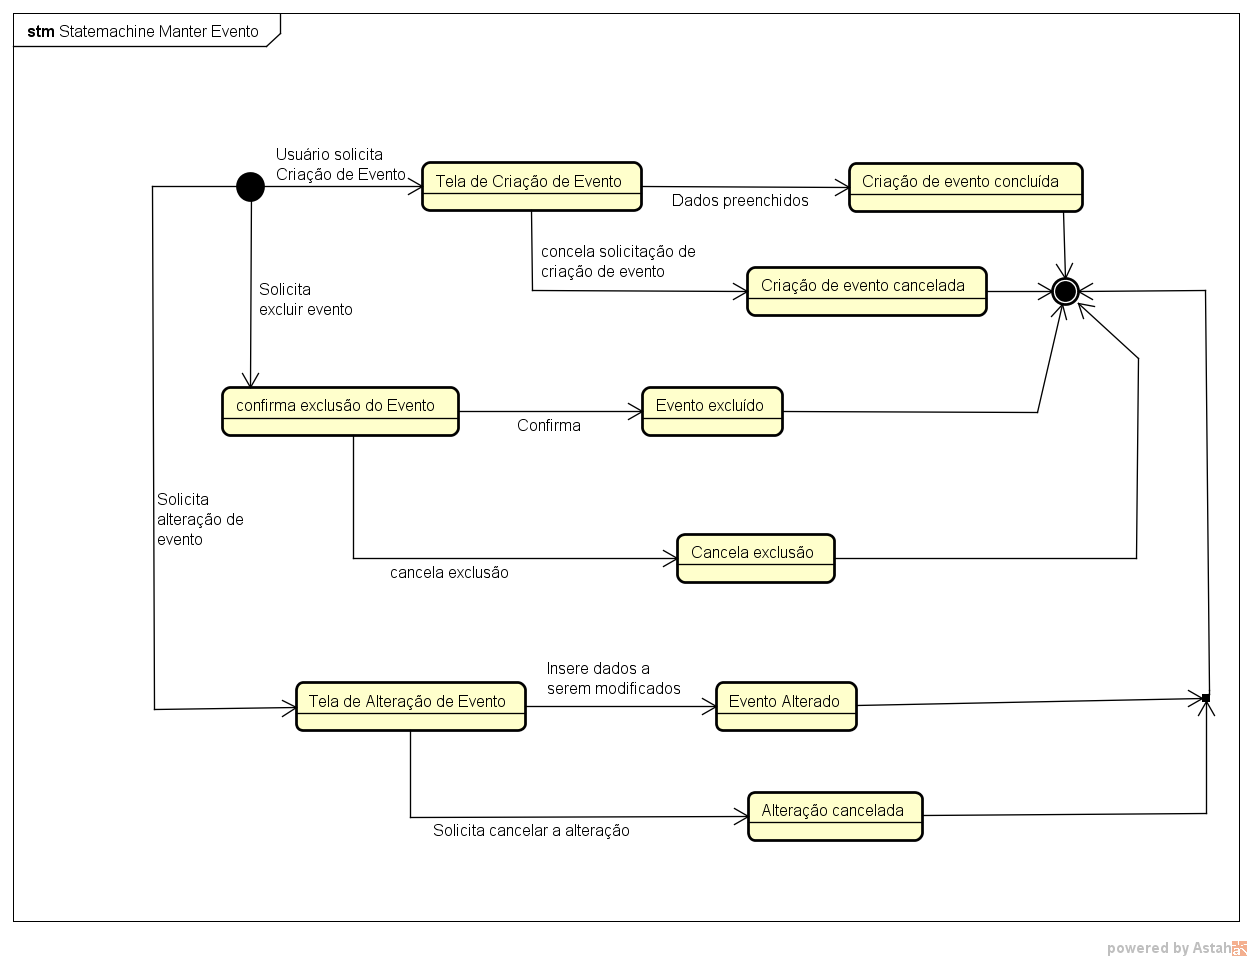 stm Statemachine Manter Evento
Usuário solicita
Criação de Evento
Tela de Criação de Evento
Criação de evento concluída
Dados preenchidos
concela solicitação de
criação de evento
Criação de evento cancelada
Solicita
excluir evento
confirma exclusão do Evento
Evento excluído
Confirma
Solicita
alteração de
evento
Cancela exclusão
cancela exclusão
Insere dados a
serem modificados
Tela de Alteração de Evento
Evento Alterado
Alteração cancelada
Solicita cancelar a alteração
powered by Astah